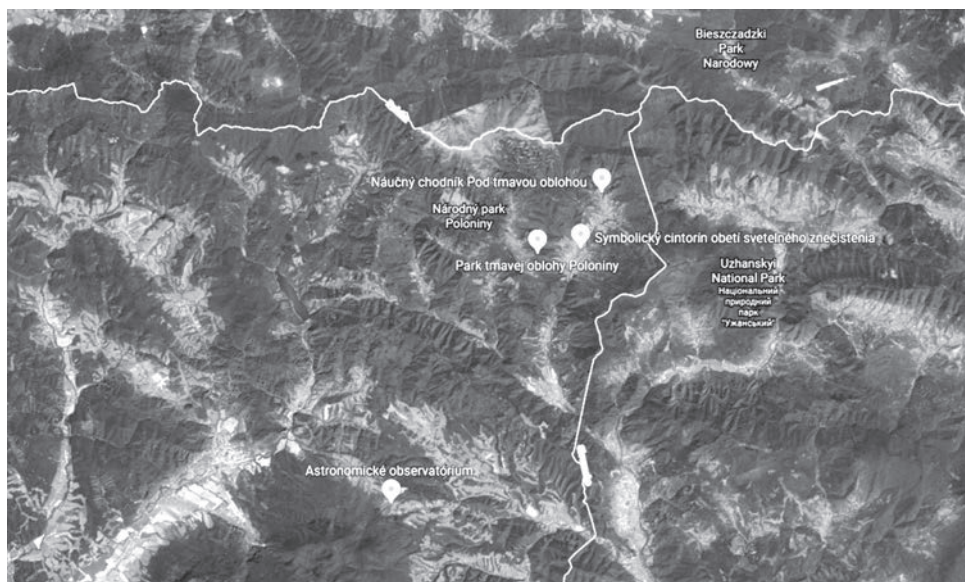 Bieszczadzki
Park
Narodowy
Náučný chodník Pod tmavou oblohou
Národný park
Poloniny
Symbolický cintorín obetí svetelného znečistenia
Park tmavej oblohy Poloniny
Uzhanskyi
National Park
Національний
природний
парк
"Ужанський"
Astronomické observatórium